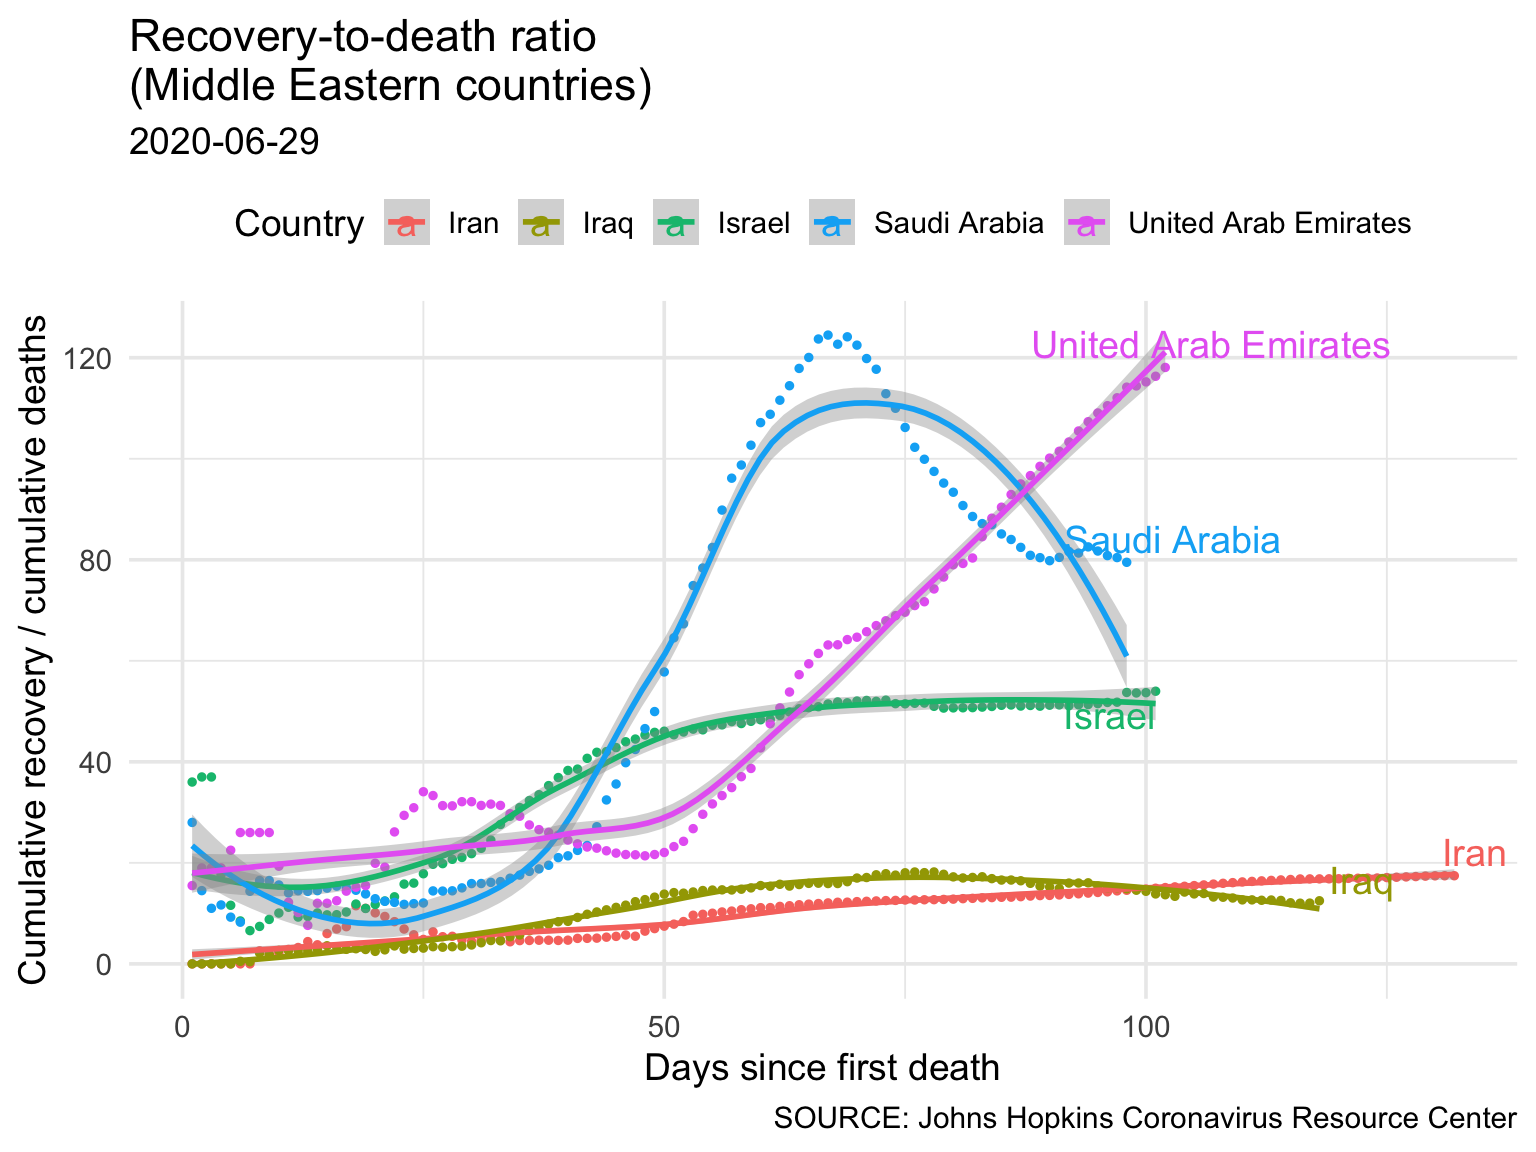 Recovery-to-death ratio
(Middle Eastern countries)
2020-06-29
Country a Iran a Iraq a Israel a Saudi Arabia a United Arab Emirates
Cumulative recovery / cumulative deaths
120
80
40
0
United Arab Emirates
Saudi Arabia
Israel
Iran
Iraq
0 50 100
Days since first death
SOURCE: Johns Hopkins Coronavirus Resource Center